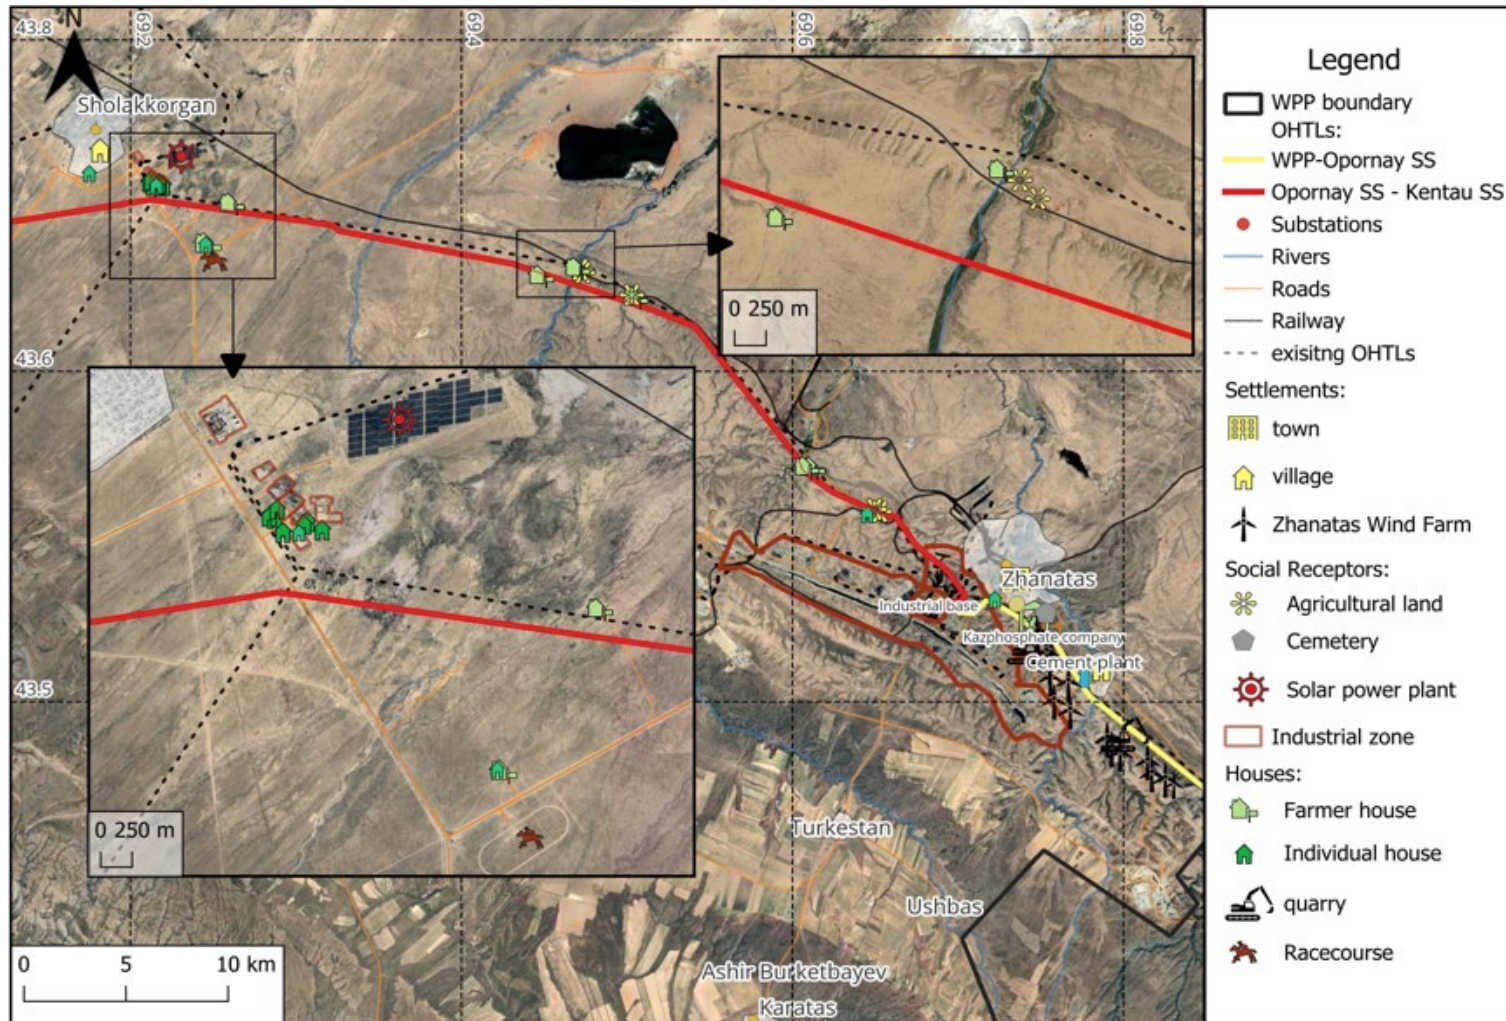 N
43.8
69.2
69.4
69.6
69.8
Sholakkorgan
0 250 m
43.6
0 250 m
Zhanatas
Industrial base
Kazphosphate company
Cement plant
43.5
Turkestan
Ushbas
Ashir Burketbayev
Karatas
0 5 10 km
Legend
WPP boundary
OHTLs:
WPP-Opornay SS
Opornay SS - Kentau SS
Substations
Rivers
Roads
Railway
exisitng OHTLs
Settlements:
town
village
Zhanatas Wind Farm
Social Receptors:
Agricultural land
Cemetery
Solar power plant
Industrial zone
Houses:
Farmer house
Individual house
quarry
Racecourse